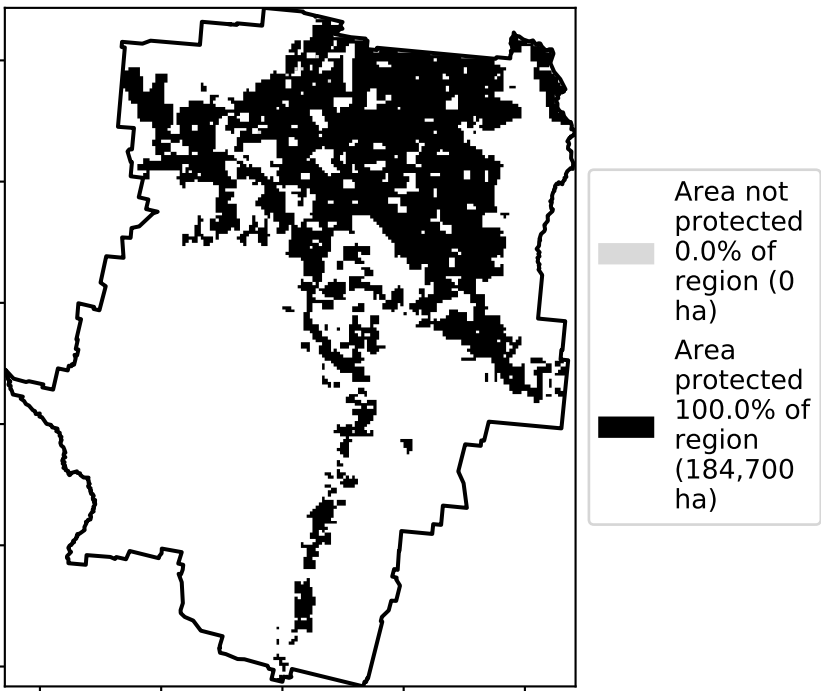 Area not
protected
0.0% of
region (0
ha)
Area
protected
100.0% of
region
(184,700
ha)